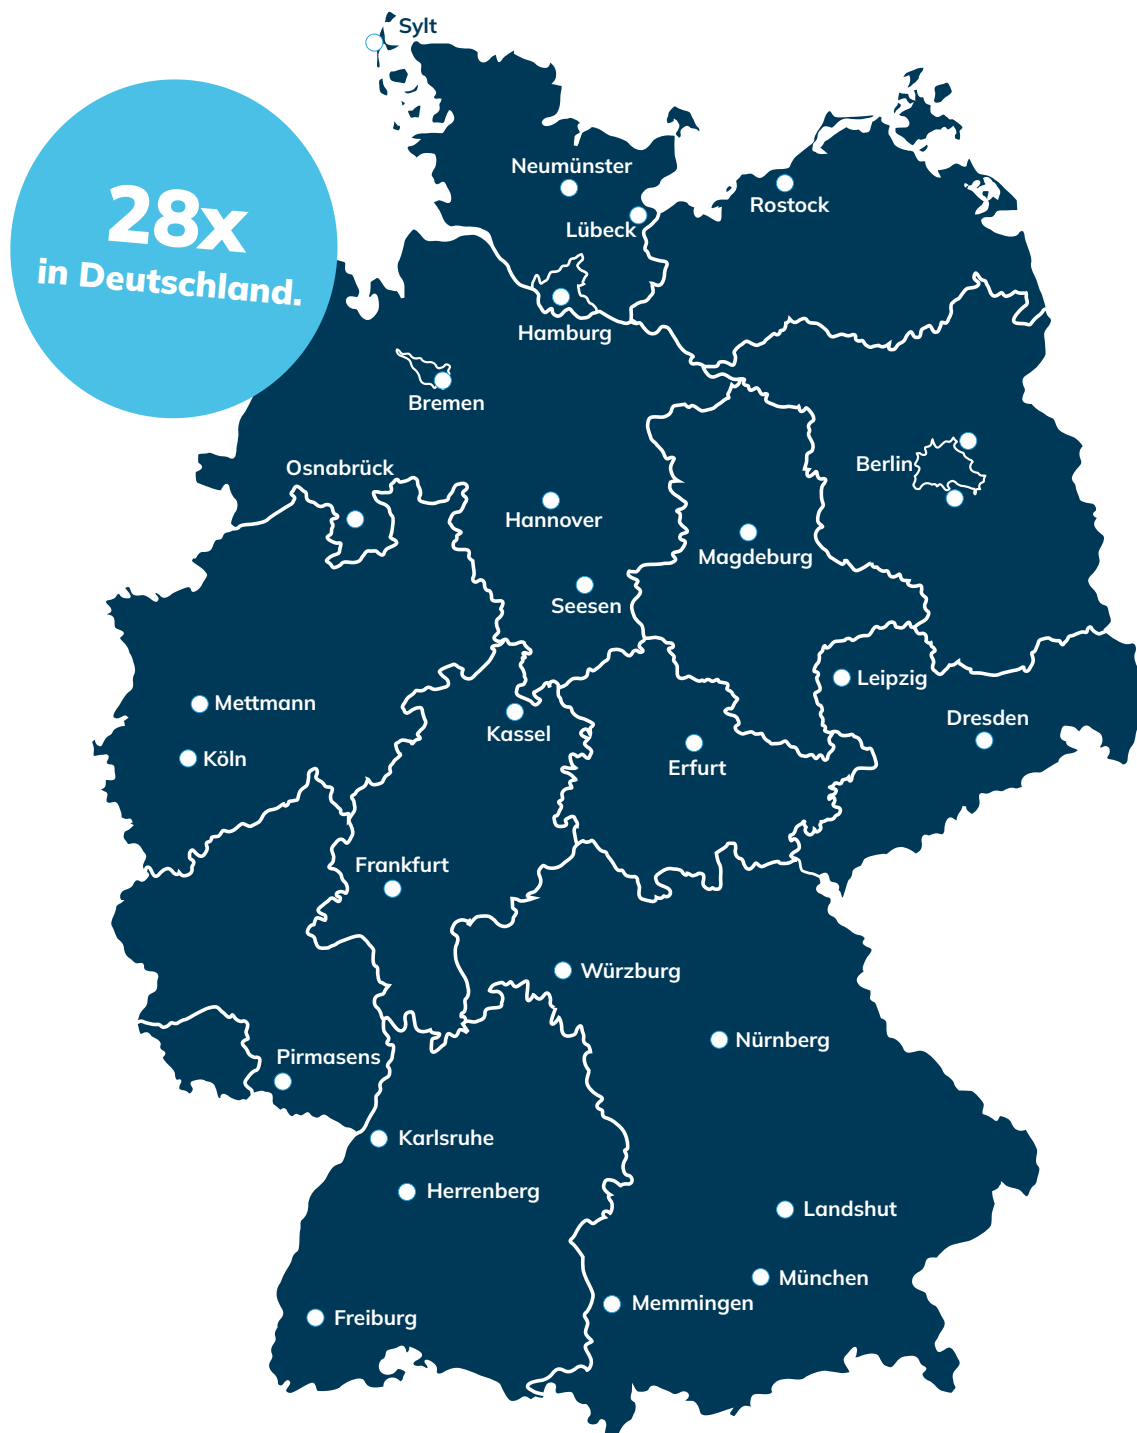 Sylt
Neumünster
Rostock
Lübeck
28x
in Deutschland.
Hamburg
Bremen
Berlin
Osnabrück
Hannover
Magdeburg
Seesen
Leipzig
Mettmann
Dresden
Kassel
Köln
Erfurt
Frankfurt
Würzburg
Nürnberg
Pirmasens
Karlsruhe
Herrenberg
Landshut
München
Memmingen
Freiburg